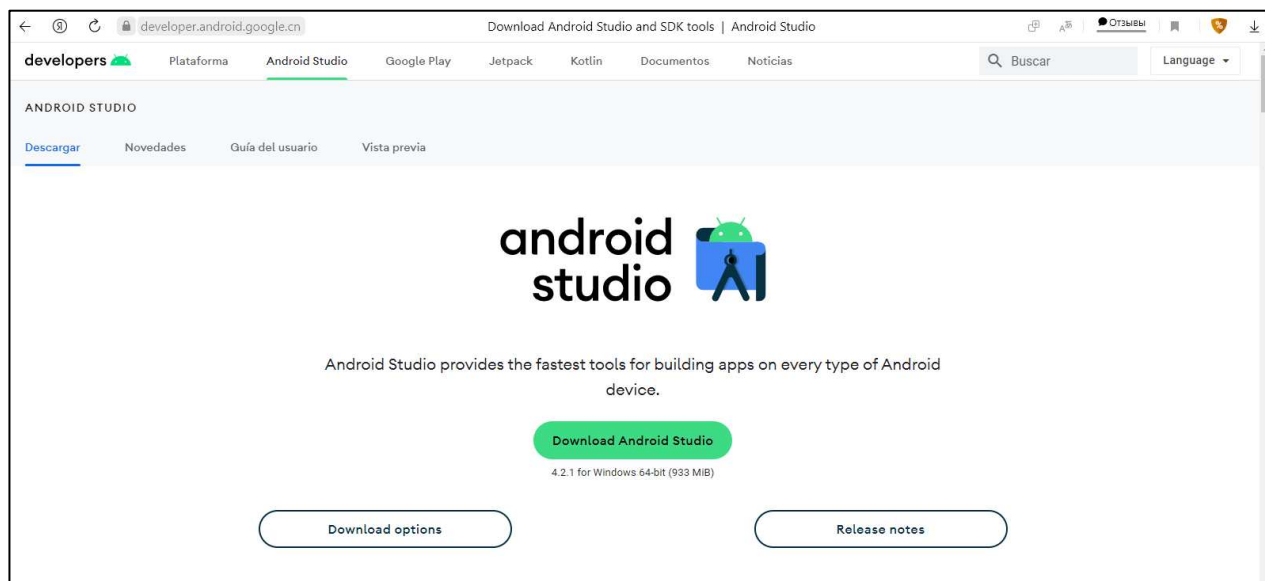 developer.android.google.cn Download Android Studio and SDK tools | Android Studio Отзывы
developers Plataforma Android Studio Google Play Jetpack Kotlin Documentos Noticias Buscar Language
ANDROID STUDIO
Descargar Novedades Guía del usuario Vista previa
android
studio
Android Studio provides the fastest tools for building apps on every type of Android
device.
Download Android Studio
4.2.1 for Windows 64-bit (933 MiB)
Download options Release notes